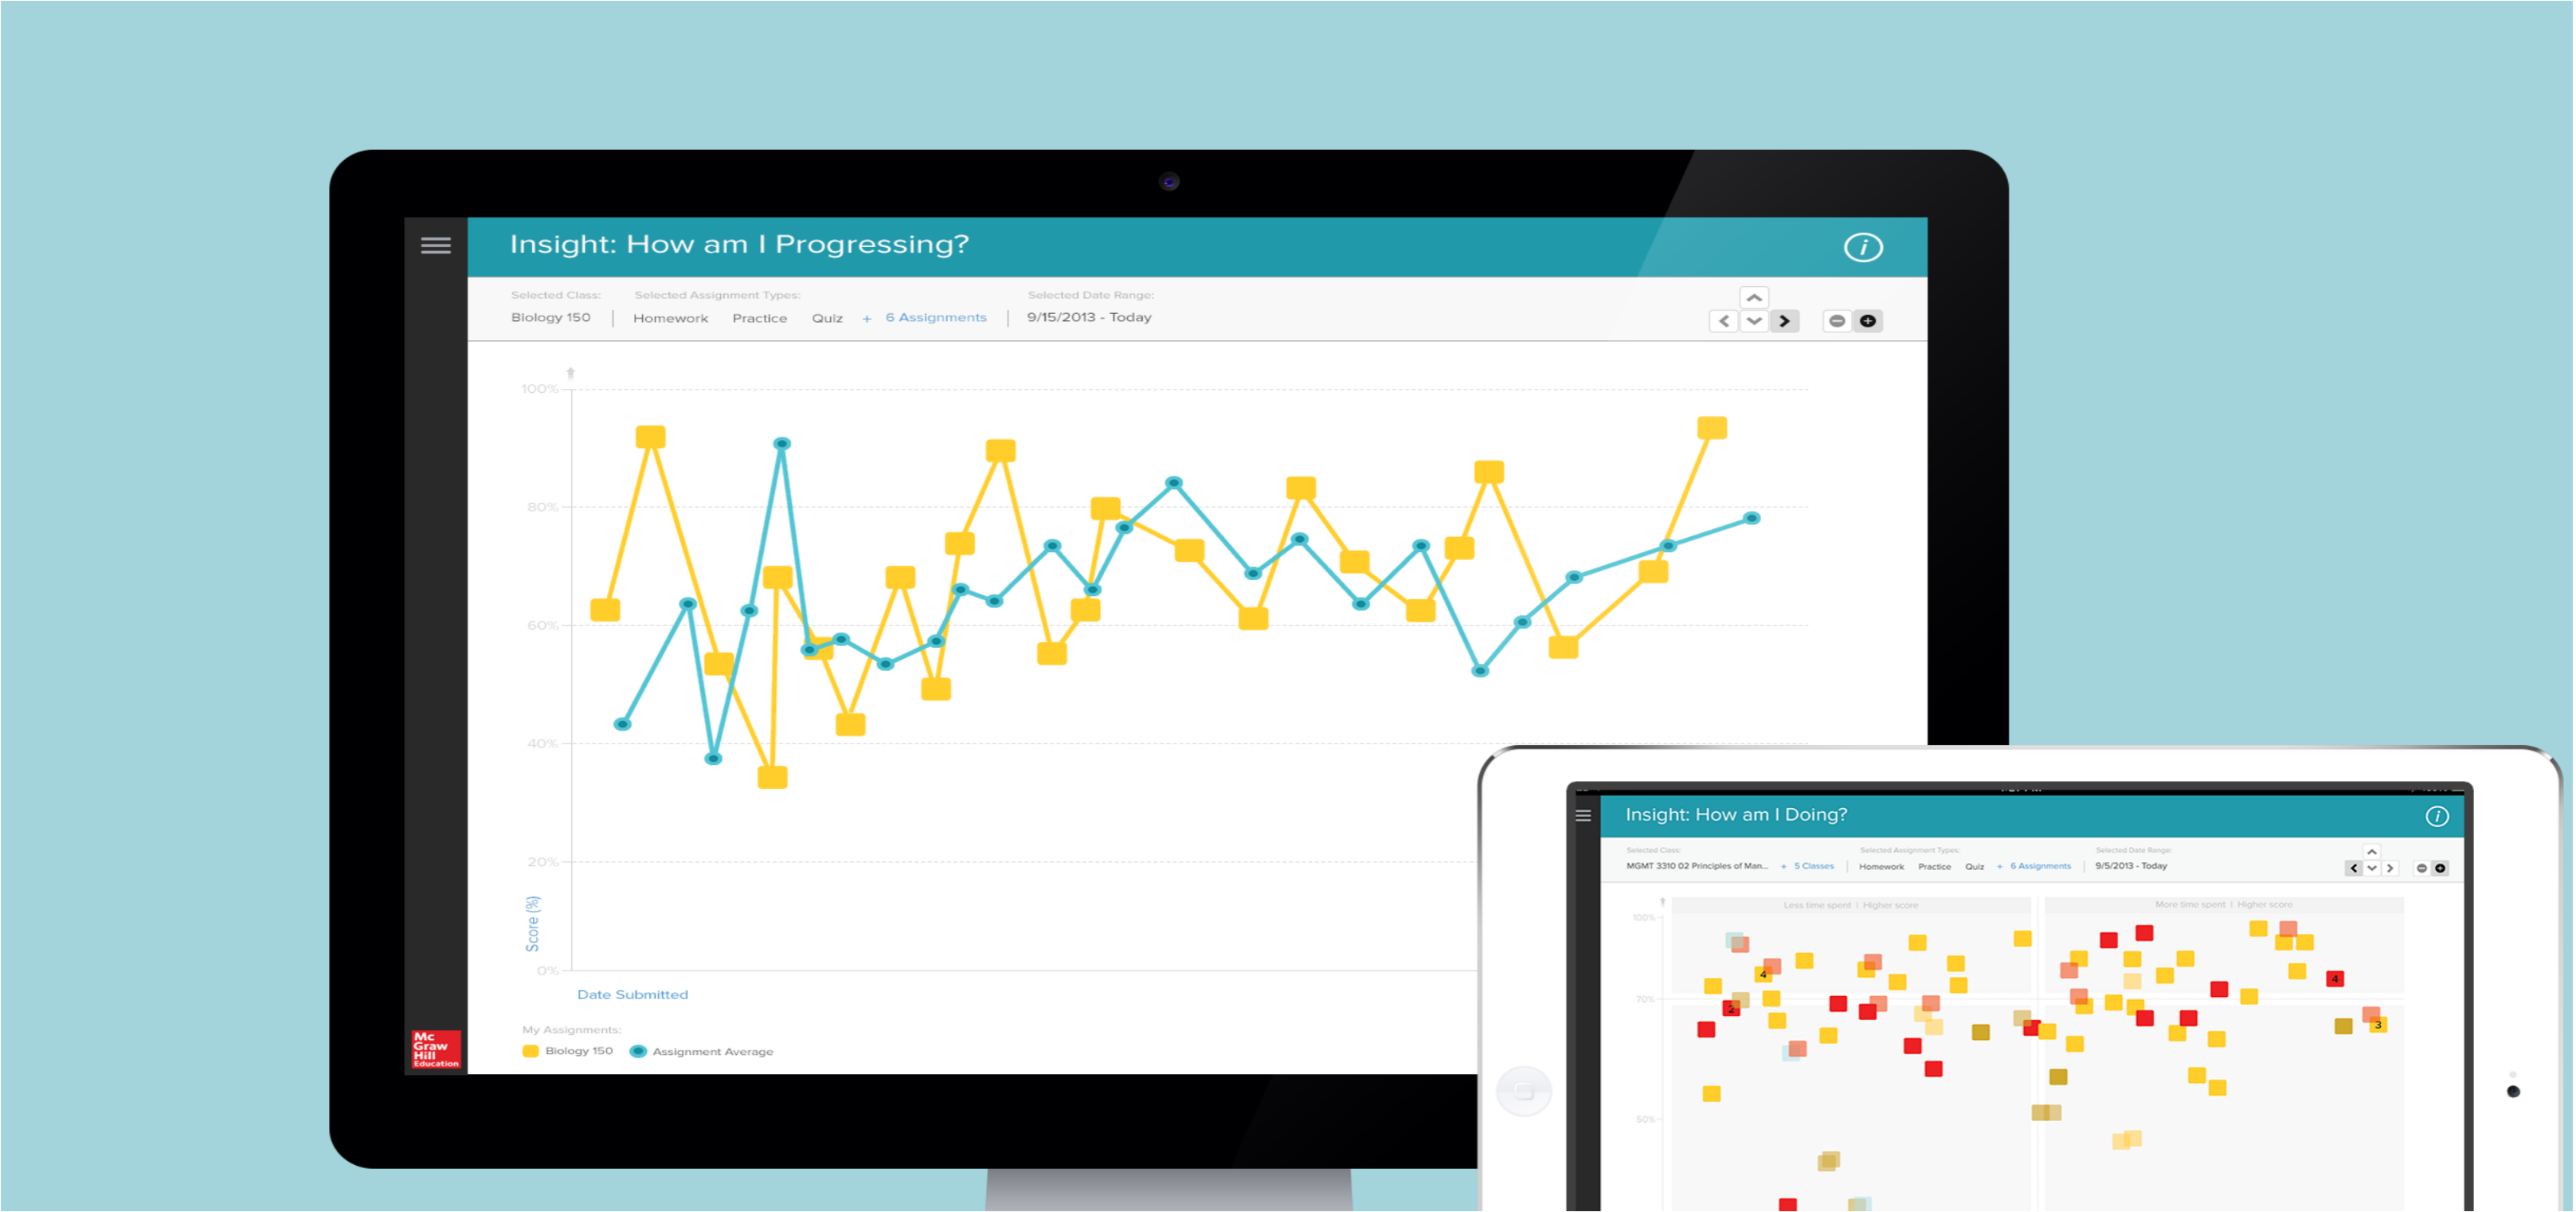 Insight: How am I Progressing?
i
Selected Class: Selected Assignment Types: Selected Date Range:
Biology 150 | Homework Practice Quiz + 6 Assignments | 9/15/2013 - Today
100%
80%
60%
40%
20%
0%
Score (%)
Date Submitted
My Assignments:
Biology 150 Assignment Average
Mc
Graw
Hill
Education
Insight: How am I Doing?
i
Selected Class: Selected Assignment Types: Selected Date Range:
MGMT 3310 02 Principles of Man... + 5 Classes | Homework Practice Quiz + 6 Assignments | 9/5/2013 - Today
Less time spent | Higher score More time spent | Higher score
100%
4
4
70%
2
3
50%